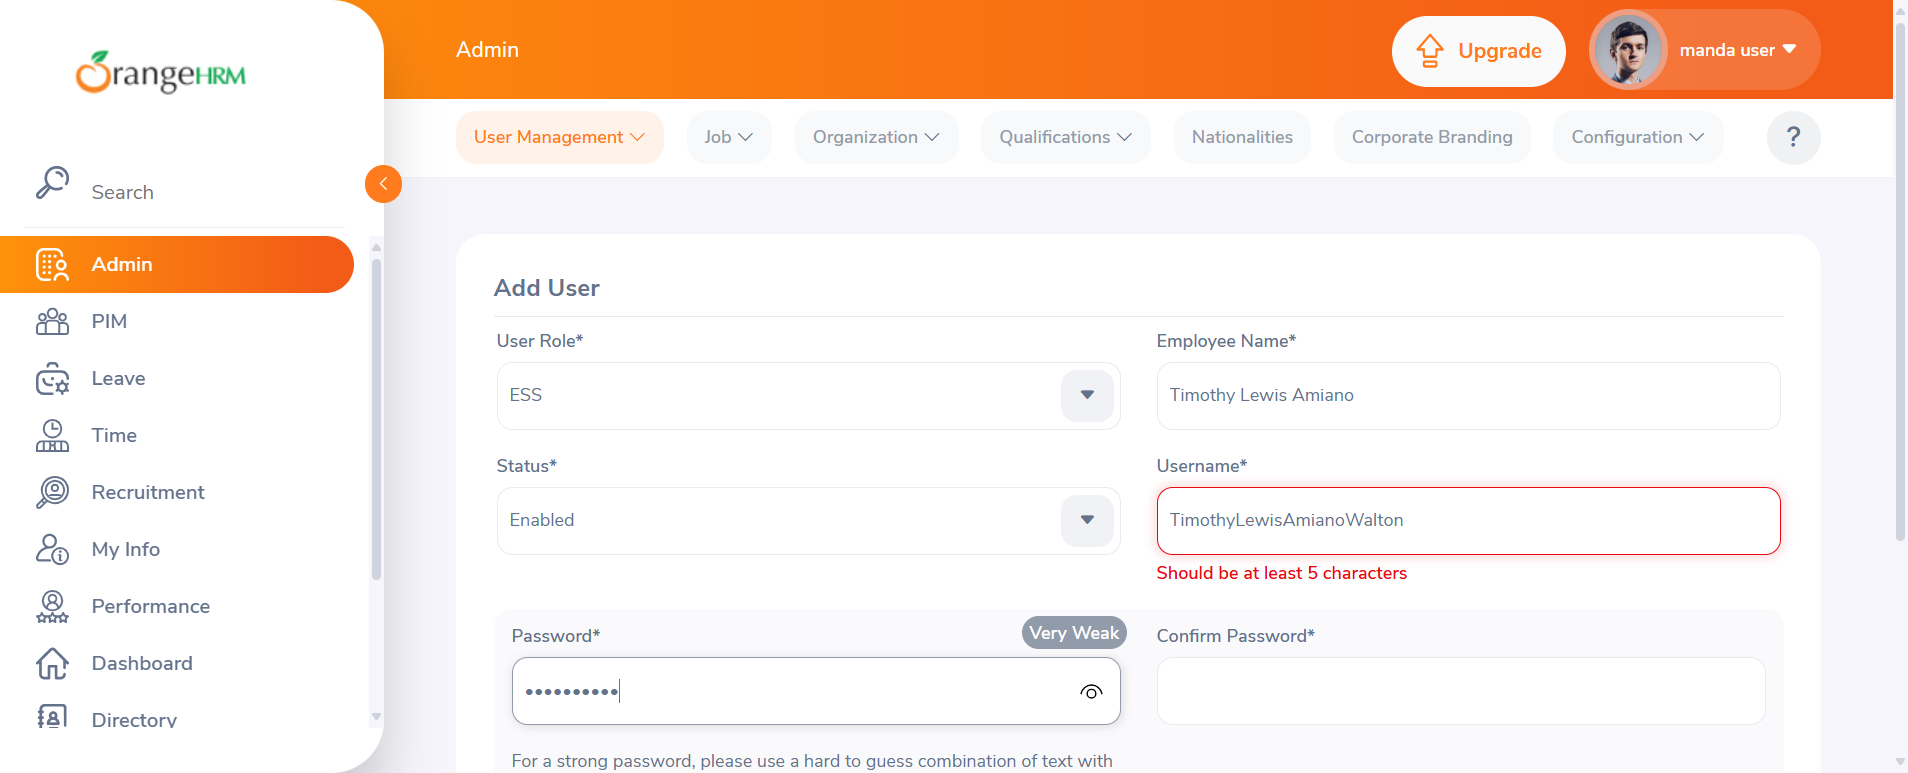 OrangeHRM
Search
Admin
PIM
Leave
Time
Recruitment
My Info
Performance
Dashboard
Directory
Admin
Upgrade
manda user
User Management
Job
Organization
Qualifications
Nationalities
Corporate Branding
Configuration
?
Add User
User Role*
Employee Name*
ESS
Timothy Lewis Amiano
Status*
Username*
Enabled
TimothyLewisAmianoWalton
Should be at least 5 characters
Password*
Very Weak
Confirm Password*
••••••••••
For a strong password, please use a hard to guess combination of text with